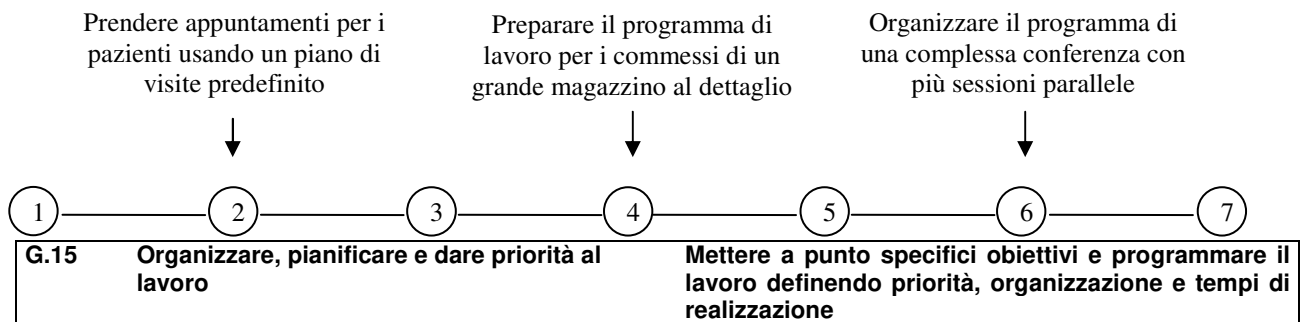 Prendere appuntamenti per i
pazienti usando un piano di
visite predefinito
Preparare il programma di
lavoro per i commessi di un
grande magazzino al dettaglio
Organizzare il programma di
una complessa conferenza con
più sessioni parallele
1 2 3 4 5 6 7
G.15
Organizzare, pianificare e dare priorità al
lavoro
Mettere a punto specifici obiettivi e programmare il
lavoro definendo priorità, organizzazione e tempi di
realizzazione